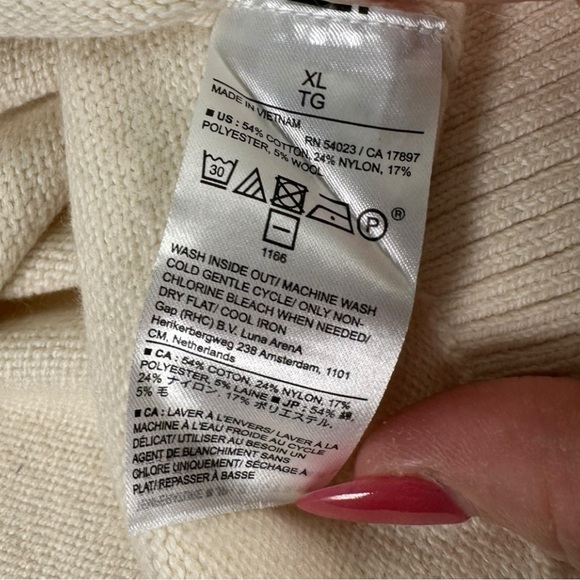 XL
TG
MADE IN VIETNAM
RN 54023 / CA 17897
■ US : 54% COTTON, 24% NYLON, 17%
POLYESTER, 5% WOOL
30
P
®
1166
WASH INSIDE OUT/ MACHINE WASH
COLD GENTLE CYCLE/ ONLY NON-
CHLORINE BLEACH WHEN NEEDED/
DRY FLAT/ COOL IRON
Gap (RHC) B.V. Luna ArenA
Herikerbergweg 238 Amsterdam, 1101
CM. Netherlands
■ CA : 54% COTTON, 24% NYLON, 17%
POLYESTER, 5% LAINE ■ JP : 54% 綿,
24% ナイロン, 17% ポリエステル,
5% 毛
■ CA : LAVER À L'ENVERS/ LAVER À LA
MACHINE À L'EAU FROIDE AU CYCLE
DÉLICAT/ UTILISER AU BESOIN UN
AGENT DE BLANCHIMENT SANS
CHLORE UNIQUEMENT/ SÉCHAGE À
PLAT/REPASSER À BASSE